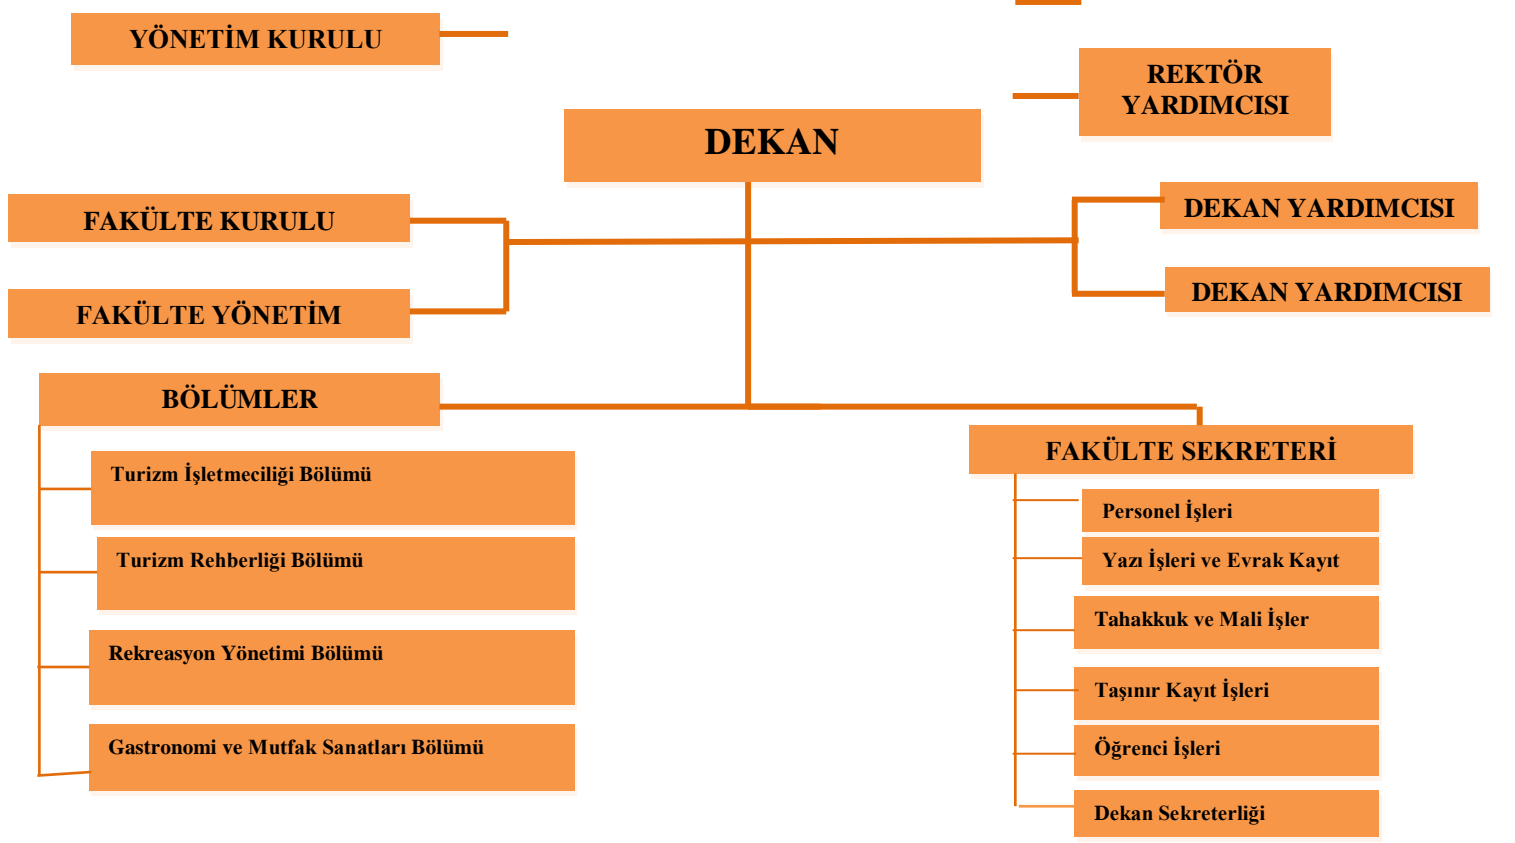 YÖNETİM KURULU
REKTÖR
YARDIMCISI
DEKAN
FAKÜLTE KURULU
DEKAN YARDIMCISI
FAKÜLTE YÖNETİM
DEKAN YARDIMCISI
BÖLÜMLER
Turizm İşletmeciliği Bölümü
Turizm Rehberliği Bölümü
Rekreasyon Yönetimi Bölümü
Gastronomi ve Mutfak Sanatları Bölümü
FAKÜLTE SEKRETERİ
Personel İşleri
Yazı İşleri ve Evrak Kayıt
Tahakkuk ve Mali İşler
Taşınır Kayıt İşleri
Öğrenci İşleri
Dekan Sekreterliği